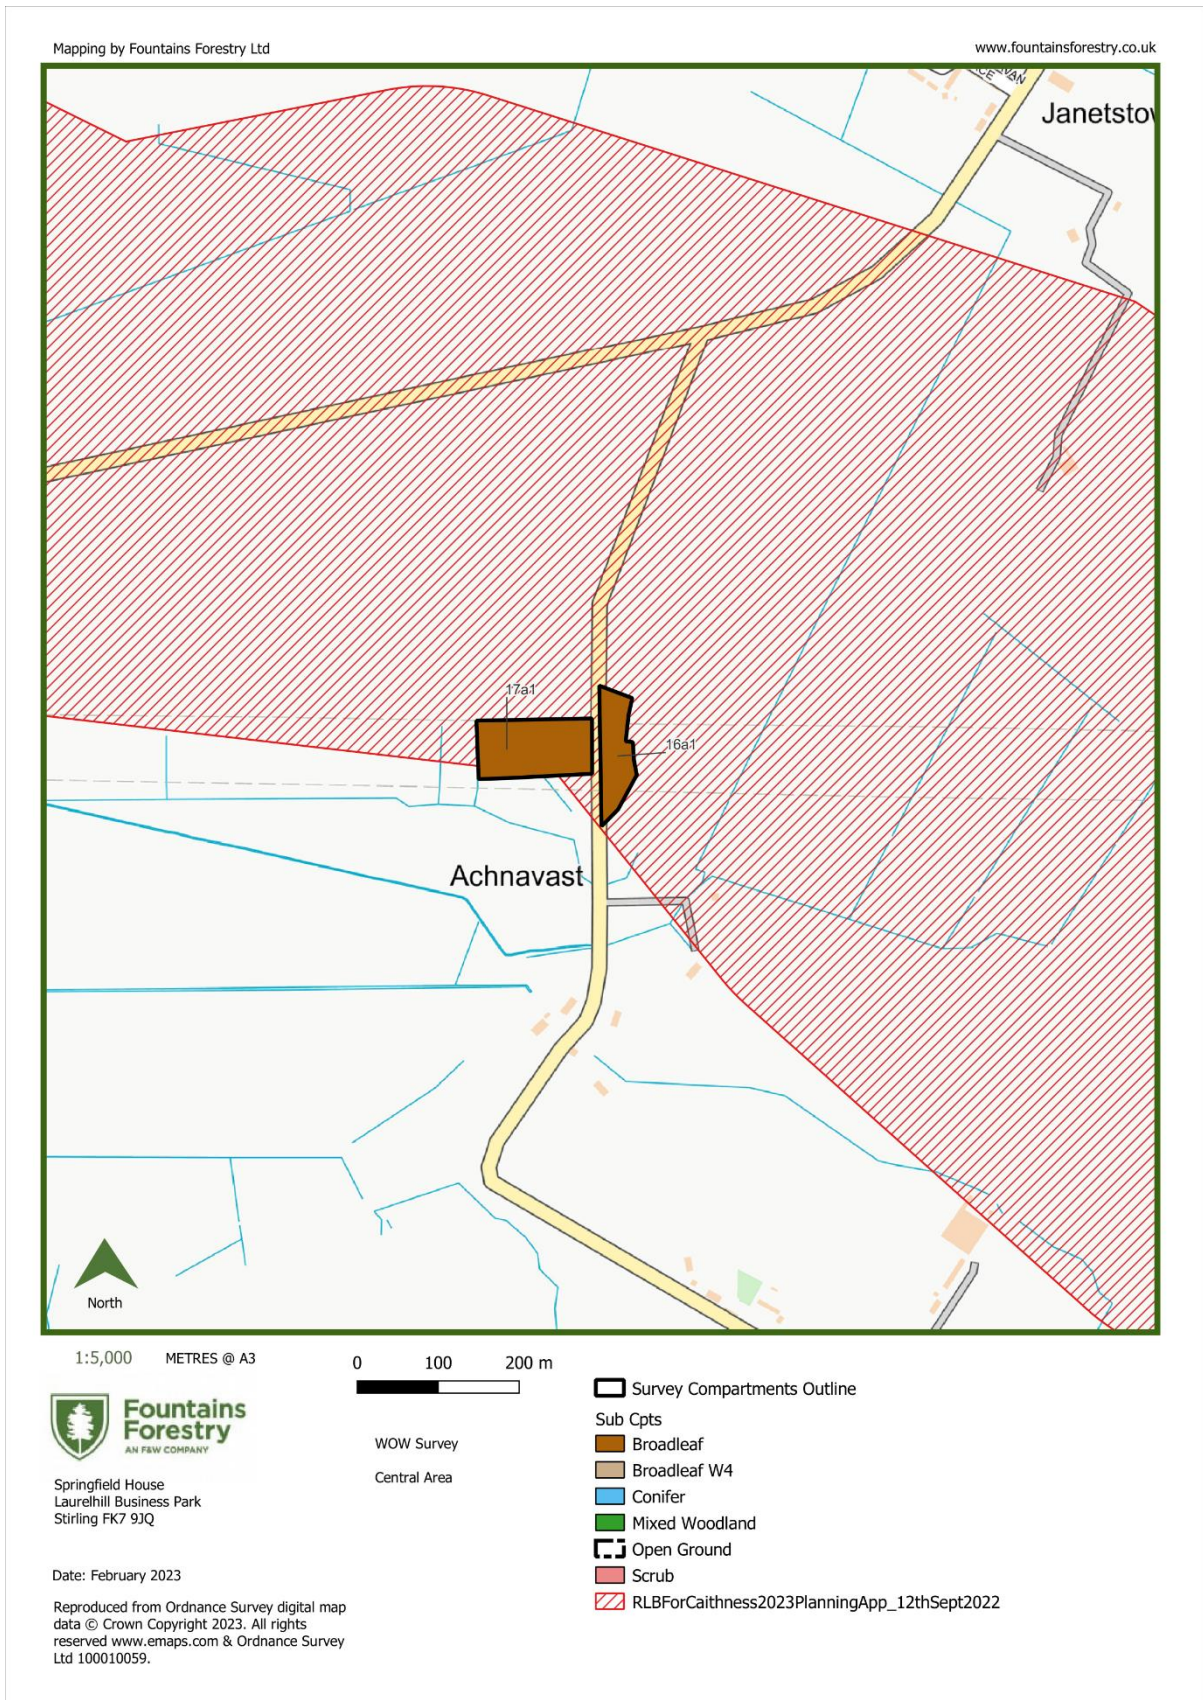 Mapping by Fountains Forestry Ltd
www.fountainsforestry.co.uk
Janetstow
17a1
16a1
Achnavast
North
1:5,000 METRES @ A3
0 100 200 m
Fountains
Forestry
AN F&W COMPANY
WOW Survey
Central Area
Springfield House
Laurelhill Business Park
Stirling FK7 9JQ
Date: February 2023
Reproduced from Ordnance Survey digital map
data © Crown Copyright 2023. All rights
reserved www.emaps.com & Ordnance Survey
Ltd 100010059.
Survey Compartments Outline
Sub Cpts
Broadleaf
Broadleaf W4
Conifer
Mixed Woodland
Open Ground
Scrub
RLBForCaithness2023PlanningApp_12thSept2022